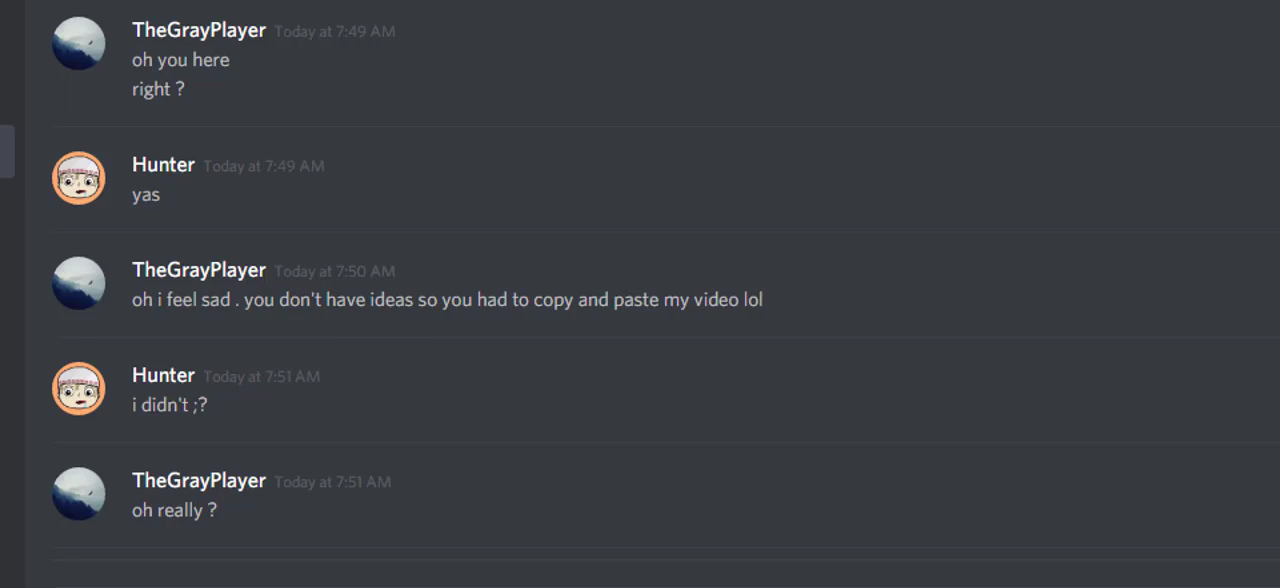 TheGrayPlayer Today at 7:49 AM
oh you here
right ?
Hunter Today at 7:49 AM
yas
TheGrayPlayer Today at 7:50 AM
oh i feel sad . you don't have ideas so you had to copy and paste my video lol
Hunter Today at 7:51 AM
i didn't ;?
TheGrayPlayer Today at 7:51 AM
oh really ?